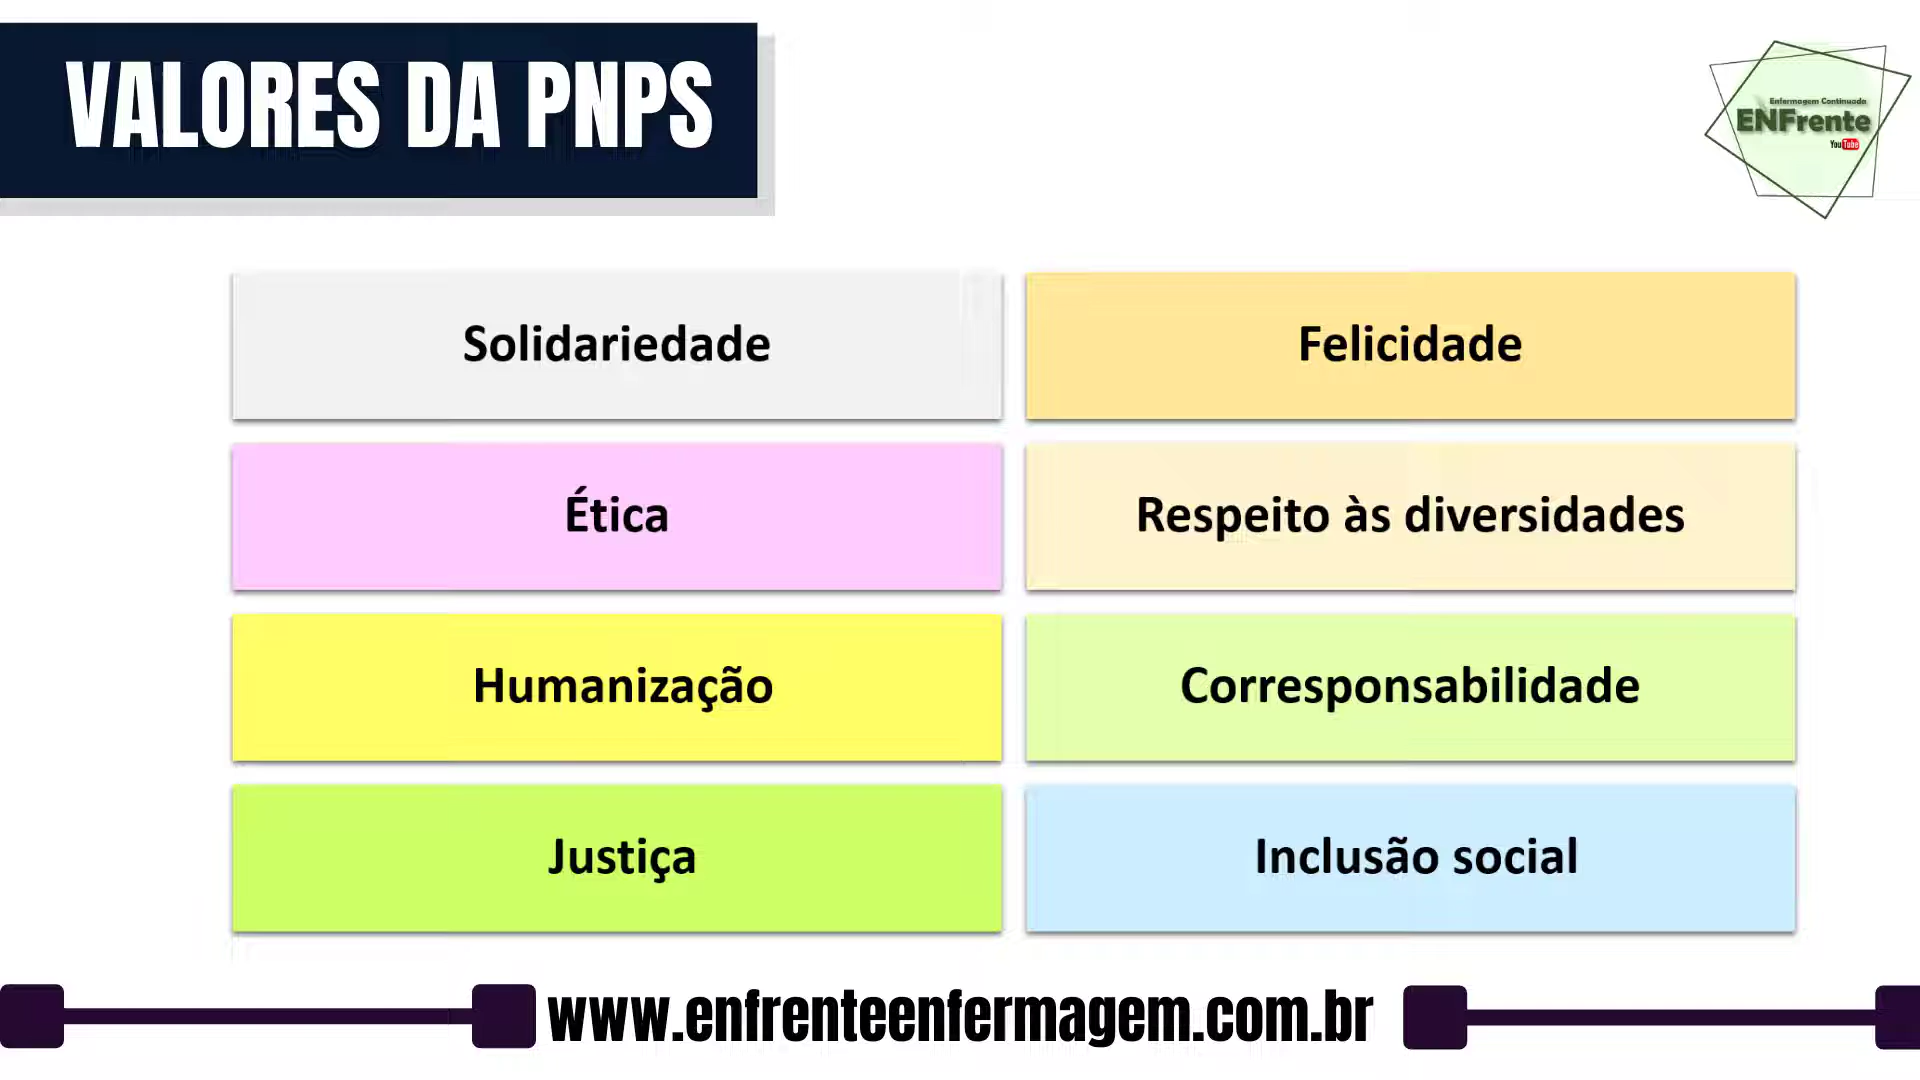 VALORES DA PNPS
Enfermagem Continuada
ENFrente
YouTube
Solidariedade
Felicidade
Ética
Respeito às diversidades
Humanização
Corresponsabilidade
Justiça
Inclusão social
www.enfrenteenfermagem.com.br